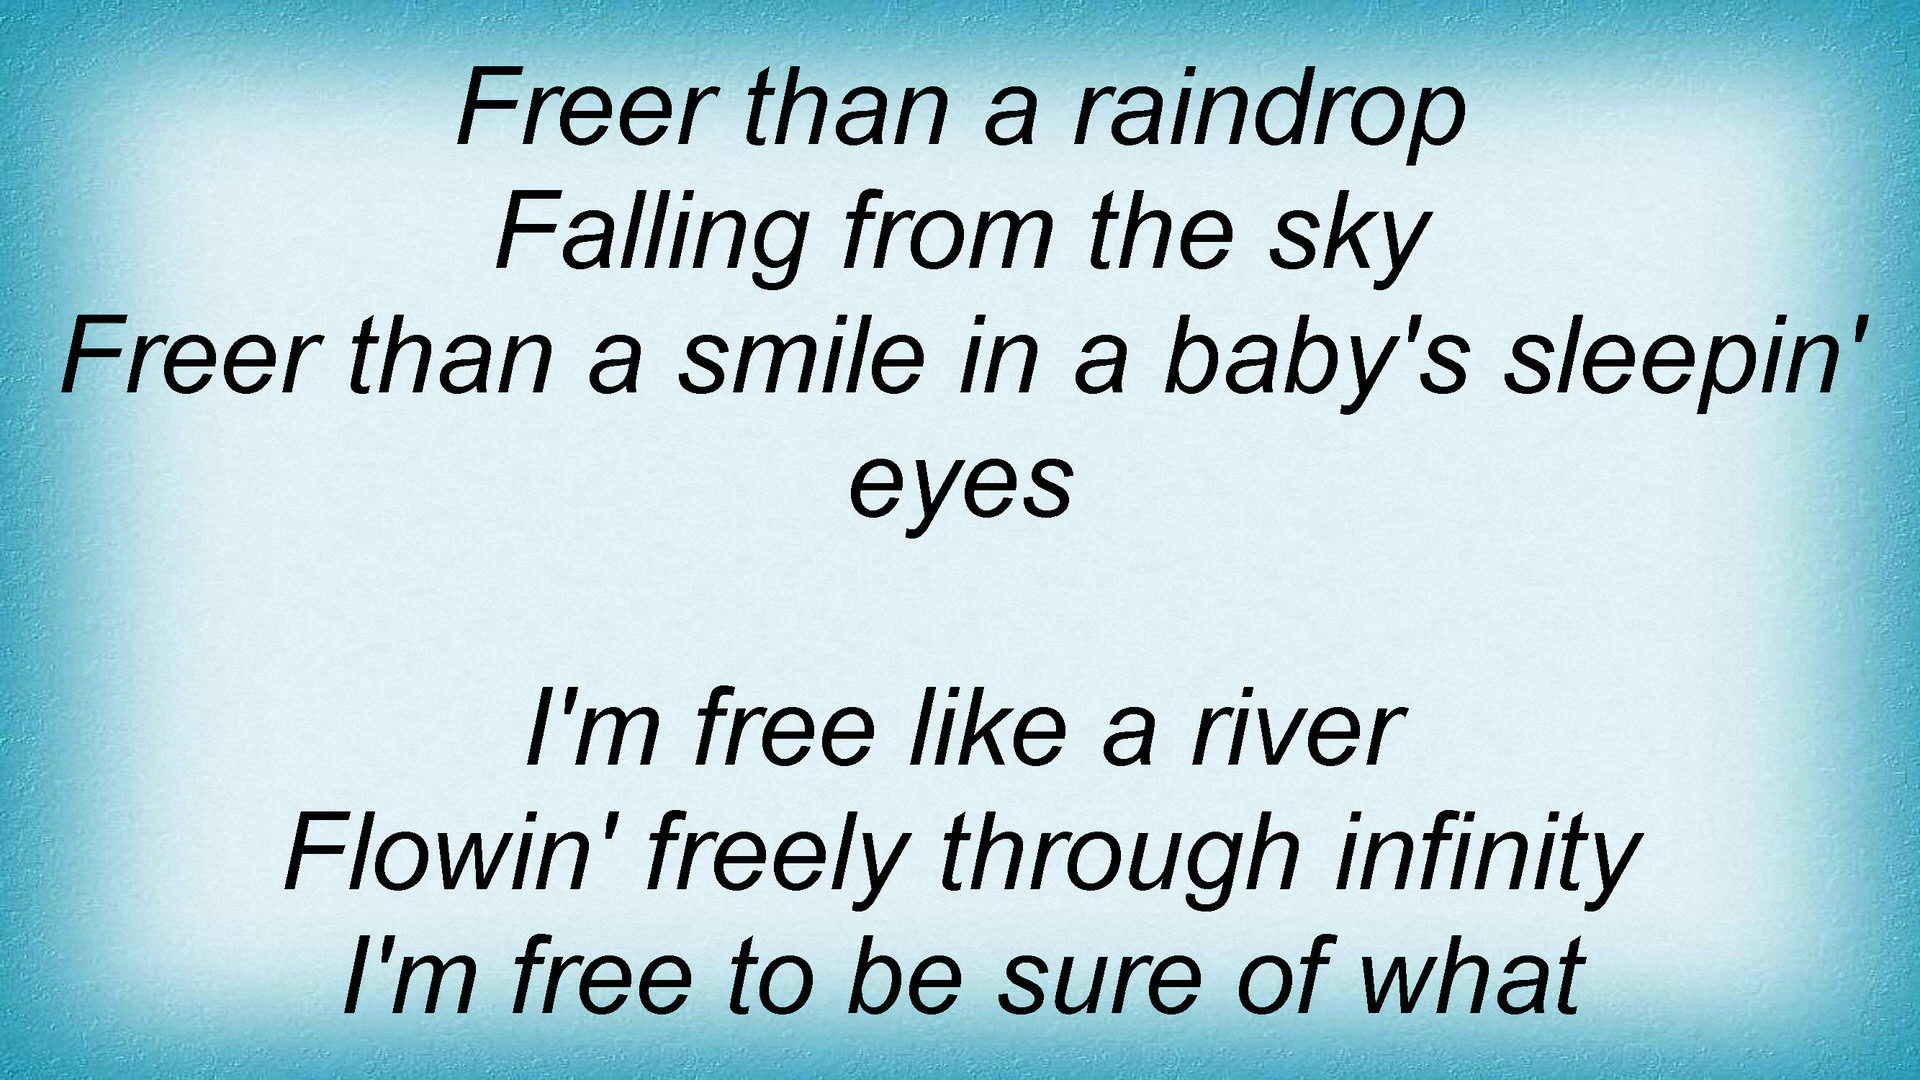 Freer than a raindrop
Falling from the sky
Freer than a smile in a baby's sleepin'
eyes
I'm free like a river
Flowin' freely through infinity
I'm free to be sure of what